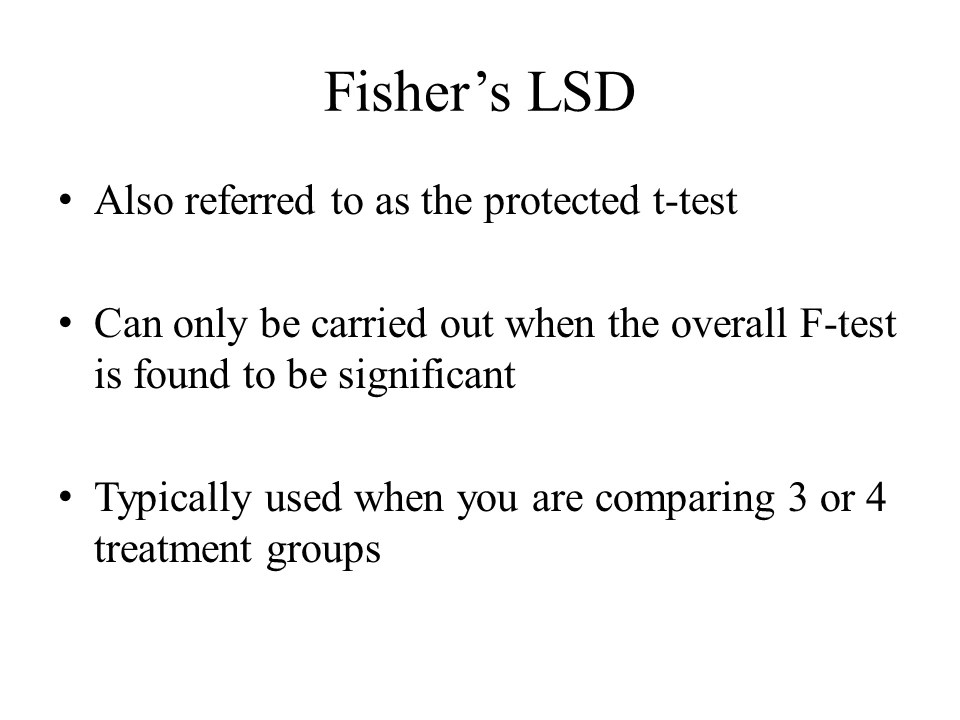 Fisher’s LSD
• Also referred to as the protected t-test
• Can only be carried out when the overall F-test
is found to be significant
• Typically used when you are comparing 3 or 4
treatment groups